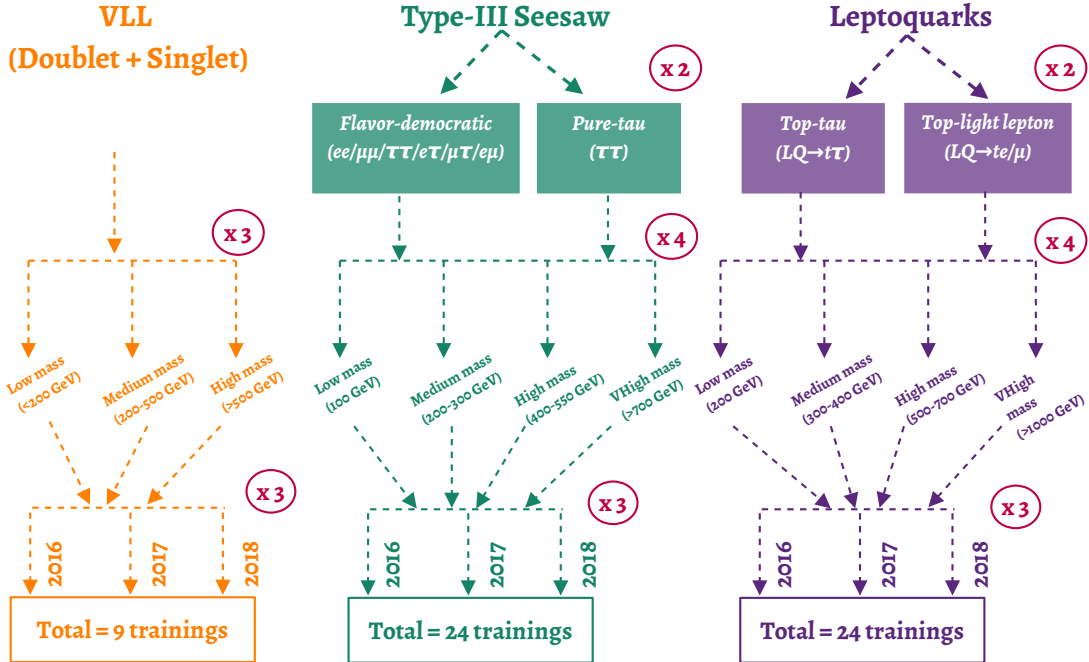 VLL
(Doublet + Singlet)
x 3
Low mass
(<200 GeV)
Medium mass
(200-500 GeV)
High mass
(>500 GeV)
x 3
2016
2017
2018
Total = 9 trainings
Type-III Seesaw
x 2
Flavor-democratic
(ee/μμ/ττ/eτ/μτ/eμ)
Pure-tau
(ττ)
x 4
Low mass
(100 GeV)
Medium mass
(200-300 GeV)
High mass
(400-550 GeV)
VHigh mass
(>700 GeV)
x 3
2016
2017
2018
Total = 24 trainings
Leptoquarks
x 2
Top-tau
(LQ→tτ)
Top-light lepton
(LQ→te/μ)
x 4
Low mass
(200 GeV)
Medium mass
(300-400 GeV)
High mass
(500-700 GeV)
VHigh
mass
(>1000 GeV)
x 3
2016
2017
2018
Total = 24 trainings